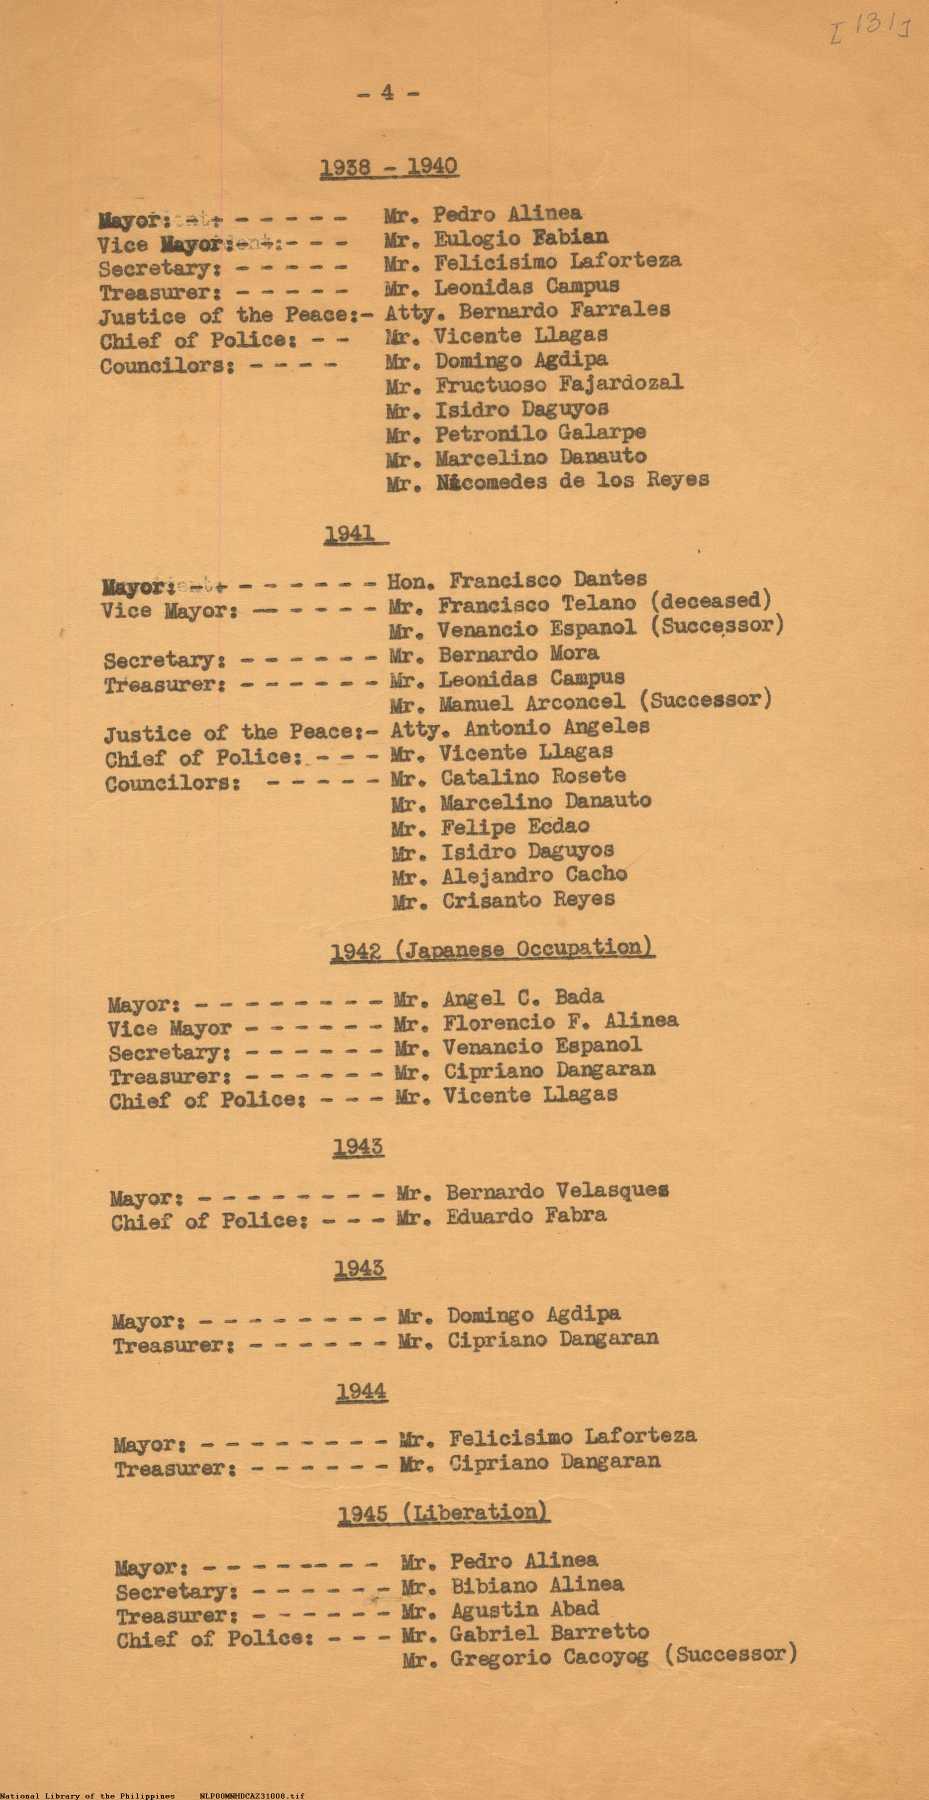 [131]
- 4 -
1938 - 1940
Mayor: - - - - - - - Mr. Pedro Alinea
Vice Mayor: - - - - Mr. Eulogio Fabian
Secretary: - - - - - Mr. Felicisimo Laforteza
Treasurer: - - - - - Mr. Leonidas Campus
Justice of the Peace:- Atty. Bernardo Farrales
Chief of Police: - - Mr. Vicente Llagas
Councilors: - - - - Mr. Domingo Agdipa
Mr. Fructuoso Fajardozal
Mr. Isidro Daguyos
Mr. Petronilo Galarpe
Mr. Marcelino Danauto
Mr. Nicomedes de los Reyes
1941
Mayor: - - - - - - - - Hon. Francisco Dantes
Vice Mayor: - - - - - - Mr. Francisco Telano (deceased)
Mr. Venancio Espanol (Successor)
Secretary: - - - - - - Mr. Bernardo Mora
Treasurer: - - - - - - Mr. Leonidas Campus
Mr. Manuel Arconcel (Successor)
Justice of the Peace:- Atty. Antonio Angeles
Chief of Police: - - - Mr. Vicente Llagas
Councilors: - - - - - Mr. Catalino Rosete
Mr. Marcelino Danauto
Mr. Felipe Ecdao
Mr. Isidro Daguyos
Mr. Alejandro Cacho
Mr. Crisanto Reyes
1942 (Japanese Occupation)
Mayor: - - - - - - - - Mr. Angel C. Bada
Vice Mayor - - - - - - Mr. Florencio F. Alinea
Secretary: - - - - - - Mr. Venancio Espanol
Treasurer: - - - - - - Mr. Cipriano Dangaran
Chief of Police: - - - Mr. Vicente Llagas
1943
Mayor: - - - - - - - - Mr. Bernardo Velasques
Chief of Police: - - - Mr. Eduardo Fabra
1943
Mayor: - - - - - - - - Mr. Domingo Agdipa
Treasurer: - - - - - - Mr. Cipriano Dangaran
1944
Mayor: - - - - - - - - Mr. Felicisimo Laforteza
Treasurer: - - - - - - Mr. Cipriano Dangaran
1945 (Liberation)
Mayor: - - - - - - - - Mr. Pedro Alinea
Secretary: - - - - - - Mr. Bibiano Alinea
Treasurer: - - - - - - Mr. Agustin Abad
Chief of Police: - - - Mr. Gabriel Barretto
Mr. Gregorio Cacoyog (Successor)
National Library of the Philippines NLP00MNHDCAZ31008.tif